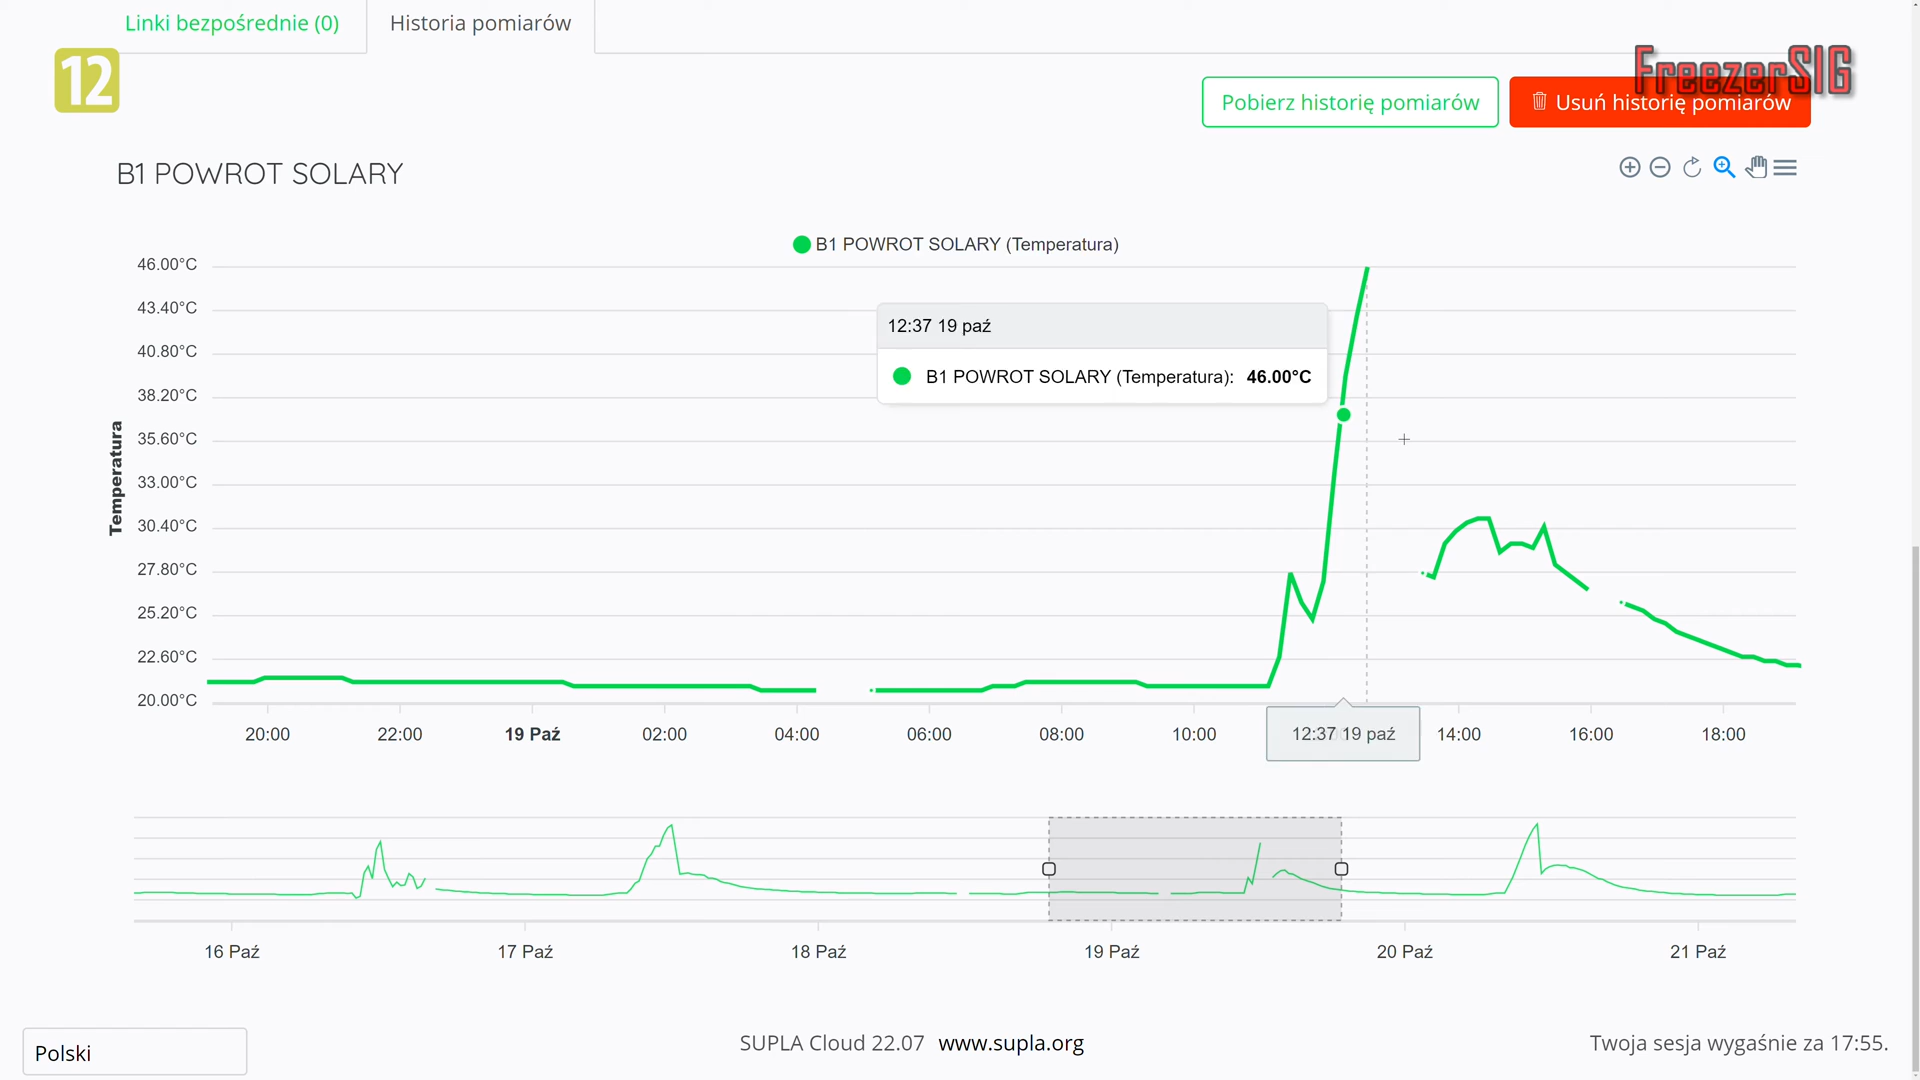 Linki bezpośrednie (0)
Historia pomiarów
12
FreezerSIG
Pobierz historię pomiarów
Usuń historię pomiarów
B1 POWROT SOLARY
B1 POWROT SOLARY (Temperatura)
46.00°C
43.40°C
40.80°C
38.20°C
35.60°C
33.00°C
30.40°C
27.80°C
25.20°C
22.60°C
20.00°C
Temperatura
12:37 19 paź
B1 POWROT SOLARY (Temperatura): 46.00°C
20:00
22:00
19 Paź
02:00
04:00
06:00
08:00
10:00
12:37 19 paź
14:00
16:00
18:00
16 Paź
17 Paź
18 Paź
19 Paź
20 Paź
21 Paź
Polski
SUPLA Cloud 22.07 www.supla.org
Twoja sesja wygaśnie za 17:55.